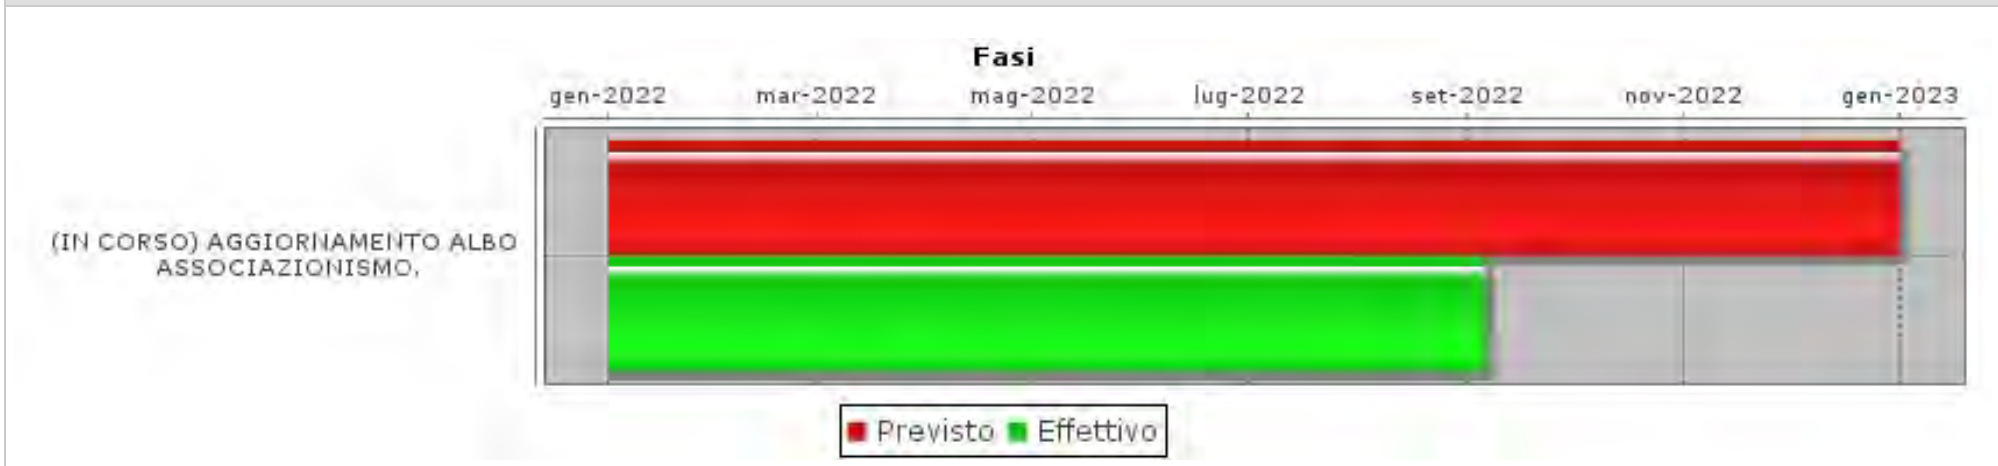 Fasi
gen-2022 mar-2022 mag-2022 lug-2022 set-2022 nov-2022 gen-2023
(IN CORSO) AGGIORNAMENTO ALBO
ASSOCIAZIONISMO.
Previsto Effettivo